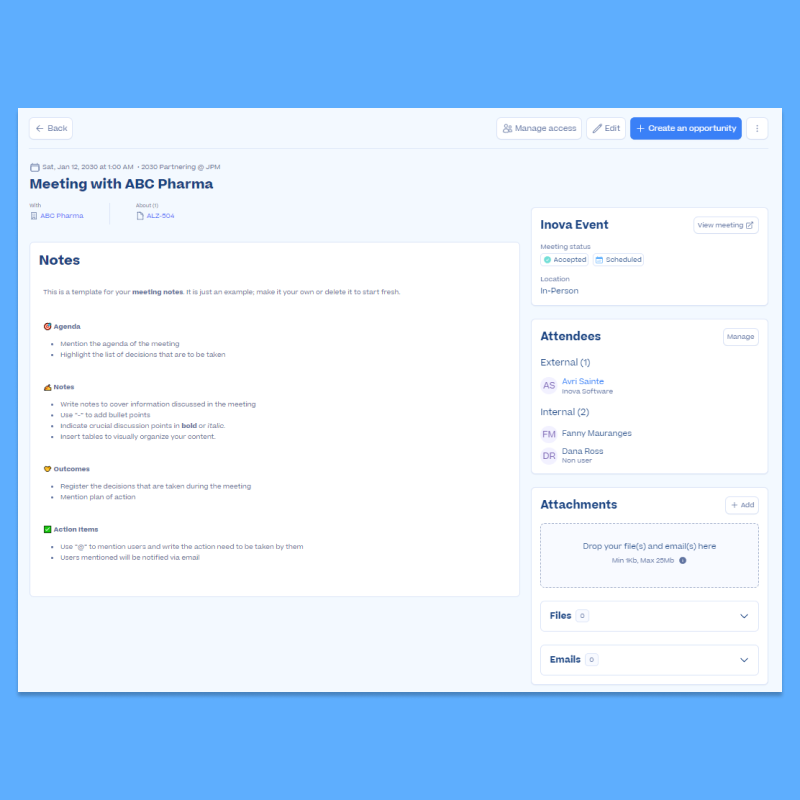 Back
Manage access
Edit
Create an opportunity
Sat, Jan 12, 2030 at 1:00 AM • 2030 Partnering @ JPM
Meeting with ABC Pharma
With
About (1)
ABC Pharma
ALZ-504
Notes
This is a template for your meeting notes. It is just an example; make it your own or delete it to start fresh.
Agenda
• Mention the agenda of the meeting
• Highlight the list of decisions that are to be taken
Notes
• Write notes to cover information discussed in the meeting
• Use "-" to add bullet points
• Indicate crucial discussion points in bold or italic.
• Insert tables to visually organize your content.
Outcomes
• Register the decisions that are taken during the meeting
• Mention plan of action
Action Items
• Use "@" to mention users and write the action need to be taken by them
• Users mentioned will be notified via email
Inova Event
View meeting
Meeting status
Accepted
Scheduled
Location
In-Person
Attendees
Manage
External (1)
AS
Avri Sainte
Inova Software
Internal (2)
FM
Fanny Mauranges
DR
Dana Ross
Non user
Attachments
Add
Drop your file(s) and email(s) here
Min 1Kb, Max 25Mb
Files 0
Emails 0